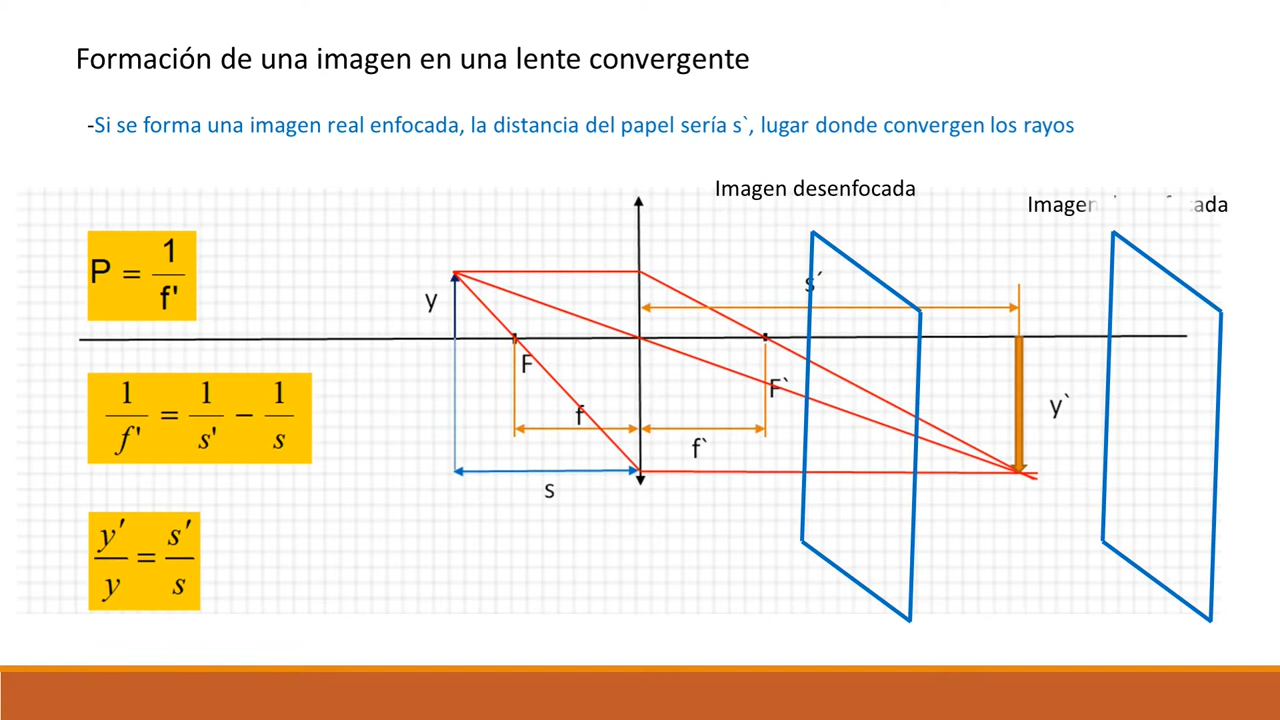 Formación de una imagen en una lente convergente
-Si se forma una imagen real enfocada, la distancia del papel sería s`, lugar donde convergen los rayos
Imagen desenfocada
Imagen
P = 1/f'
s´
y
F
F`
1/f' = 1/s' − 1/s
f
y`
f`
s
y'/y = s'/s